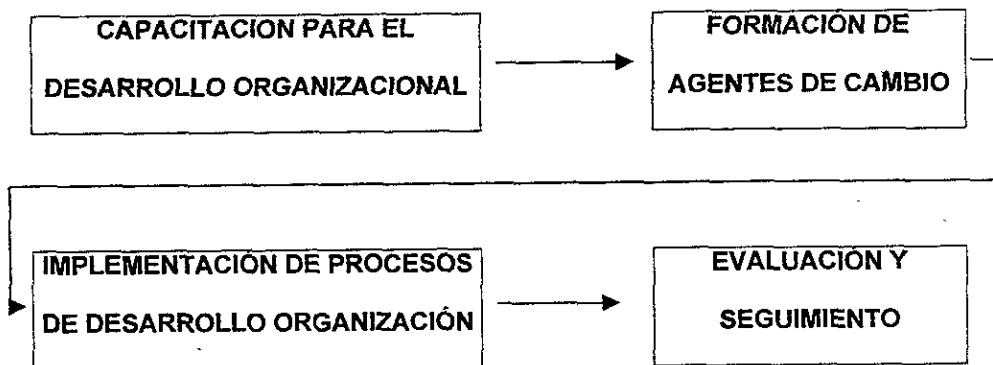 CAPACITACION PARA EL
DESARROLLO ORGANIZACIONAL
FORMACIÓN DE
AGENTES DE CAMBIO
IMPLEMENTACIÓN DE PROCESOS
DE DESARROLLO ORGANIZACIÓN
EVALUACIÓN Y
SEGUIMIENTO